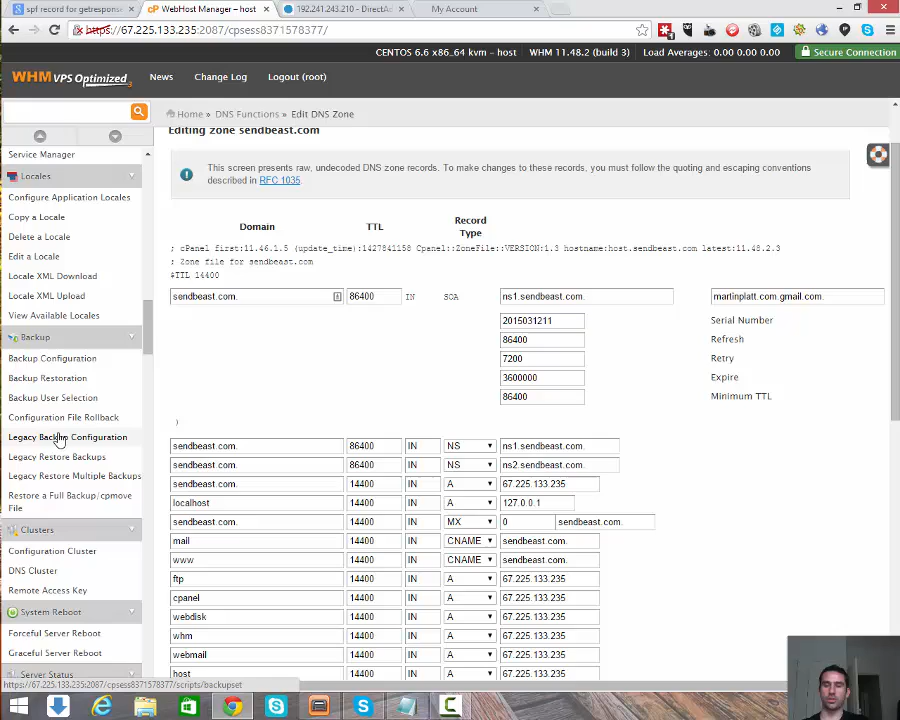 spf record for getrespons
WebHost Manager – host
192.241.243.210 – DirectA
My Account
https://67.225.133.235:2087/cpsess8371578377/
CENTOS 6.6 x86_64 kvm – host WHM 11.48.2 (build 3) Load Averages: 0.00 0.00 0.00 Secure Connection
WHM VPS Optimized 3 News Change Log Logout (root)
Home » DNS Functions » Edit DNS Zone
Editing zone sendbeast.com
This screen presents raw, undecoded DNS zone records. To make changes to these records, you must follow the quoting and escaping conventions
described in RFC 1035.
Service Manager
Locales
Configure Application Locales
Copy a Locale
Delete a Locale
Edit a Locale
Locale XML Download
Locale XML Upload
View Available Locales
Backup
Backup Configuration
Backup Restoration
Backup User Selection
Configuration File Rollback
Legacy Backup Configuration
Legacy Restore Backups
Legacy Restore Multiple Backups
Restore a Full Backup/cpmove
File
Clusters
Configuration Cluster
DNS Cluster
Remote Access Key
System Reboot
Forceful Server Reboot
Graceful Server Reboot
Server Status
Domain TTL Record
Type
; cPanel first:11.46.1.5 (update_time):1427841158 Cpanel::ZoneFile::VERSION:1.3 hostname:host.sendbeast.com latest:11.48.2.3
; Zone file for sendbeast.com
$TTL 14400
sendbeast.com. 86400 IN SOA ns1.sendbeast.com. martinplatt.com.gmail.com.
2015031211 Serial Number
86400 Refresh
7200 Retry
3600000 Expire
86400 Minimum TTL
)
sendbeast.com. 86400 IN NS ns1.sendbeast.com.
sendbeast.com. 86400 IN NS ns2.sendbeast.com.
sendbeast.com. 14400 IN A 67.225.133.235
localhost 14400 IN A 127.0.0.1
sendbeast.com. 14400 IN MX 0 sendbeast.com.
mail 14400 IN CNAME sendbeast.com.
www 14400 IN CNAME sendbeast.com.
ftp 14400 IN A 67.225.133.235
cpanel 14400 IN A 67.225.133.235
webdisk 14400 IN A 67.225.133.235
whm 14400 IN A 67.225.133.235
webmail 14400 IN A 67.225.133.235
host 14400 IN A 67.225.133.235
https://67.225.133.235:2087/cpsess8371578377/scripts/backupset